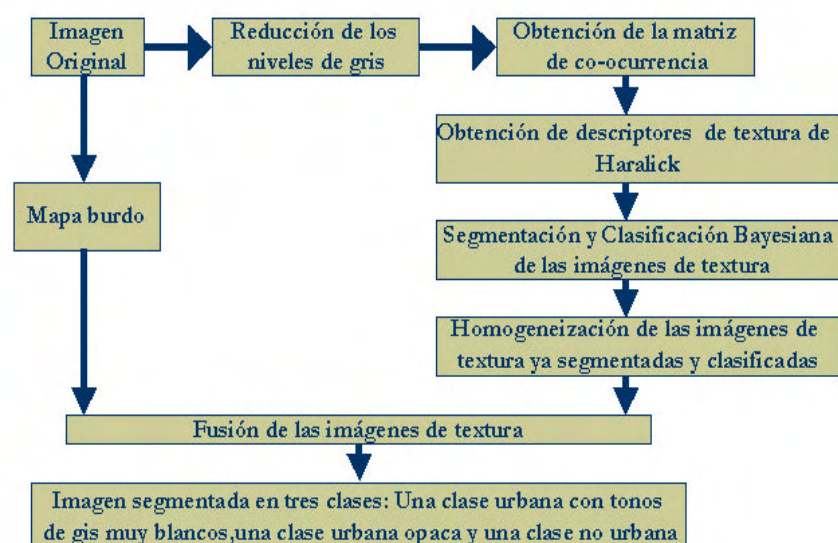 Imagen
Original
Reducción de los
niveles de gris
Obtención de la matriz
de co-ocurrencia
Obtención de descriptores de textura de
Haralick
Mapa burdo
Segmentación y Clasificación Bayesiana
de las imágenes de textura
Homogeneización de las imágenes de
textura ya segmentadas y clasificadas
Fusión de las imágenes de textura
Imagen segmentada en tres clases: Una clase urbana con tonos
de gis muy blancos,una clase urbana opaca y una clase no urbana